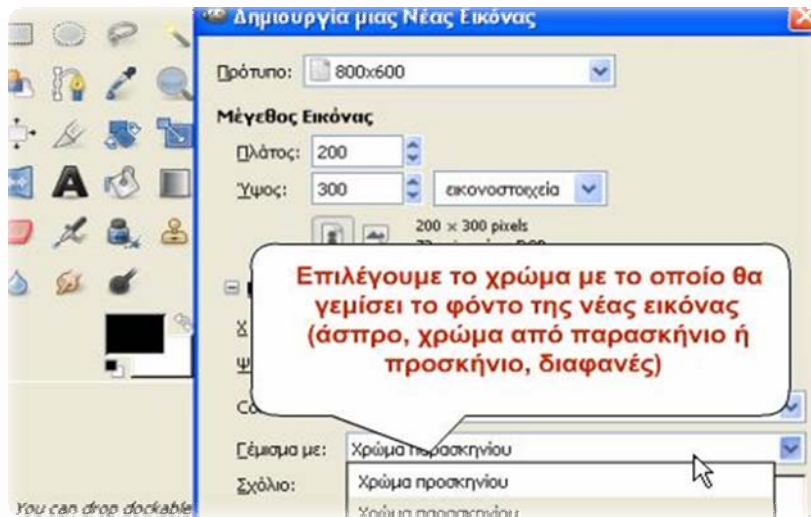 Δημιουργία μιας Νέας Εικόνας
Πρότυπο: 800x600
Μέγεθος Εικόνας
Πλάτος: 200
Ύψος: 300 εικονοστοιχεία
200 × 300 pixels
Επιλέγουμε το χρώμα με το οποίο θα
γεμίσει το φόντο της νέας εικόνας
(άσπρο, χρώμα από παρασκήνιο ή
προσκήνιο, διαφανές)
Χ
Ψ
Γέμισμα με: Χρώμα παρασκηνίου
Σχόλιο: Χρώμα προσκηνίου
Χρώμα παρασκηνίου
You can drop dockable